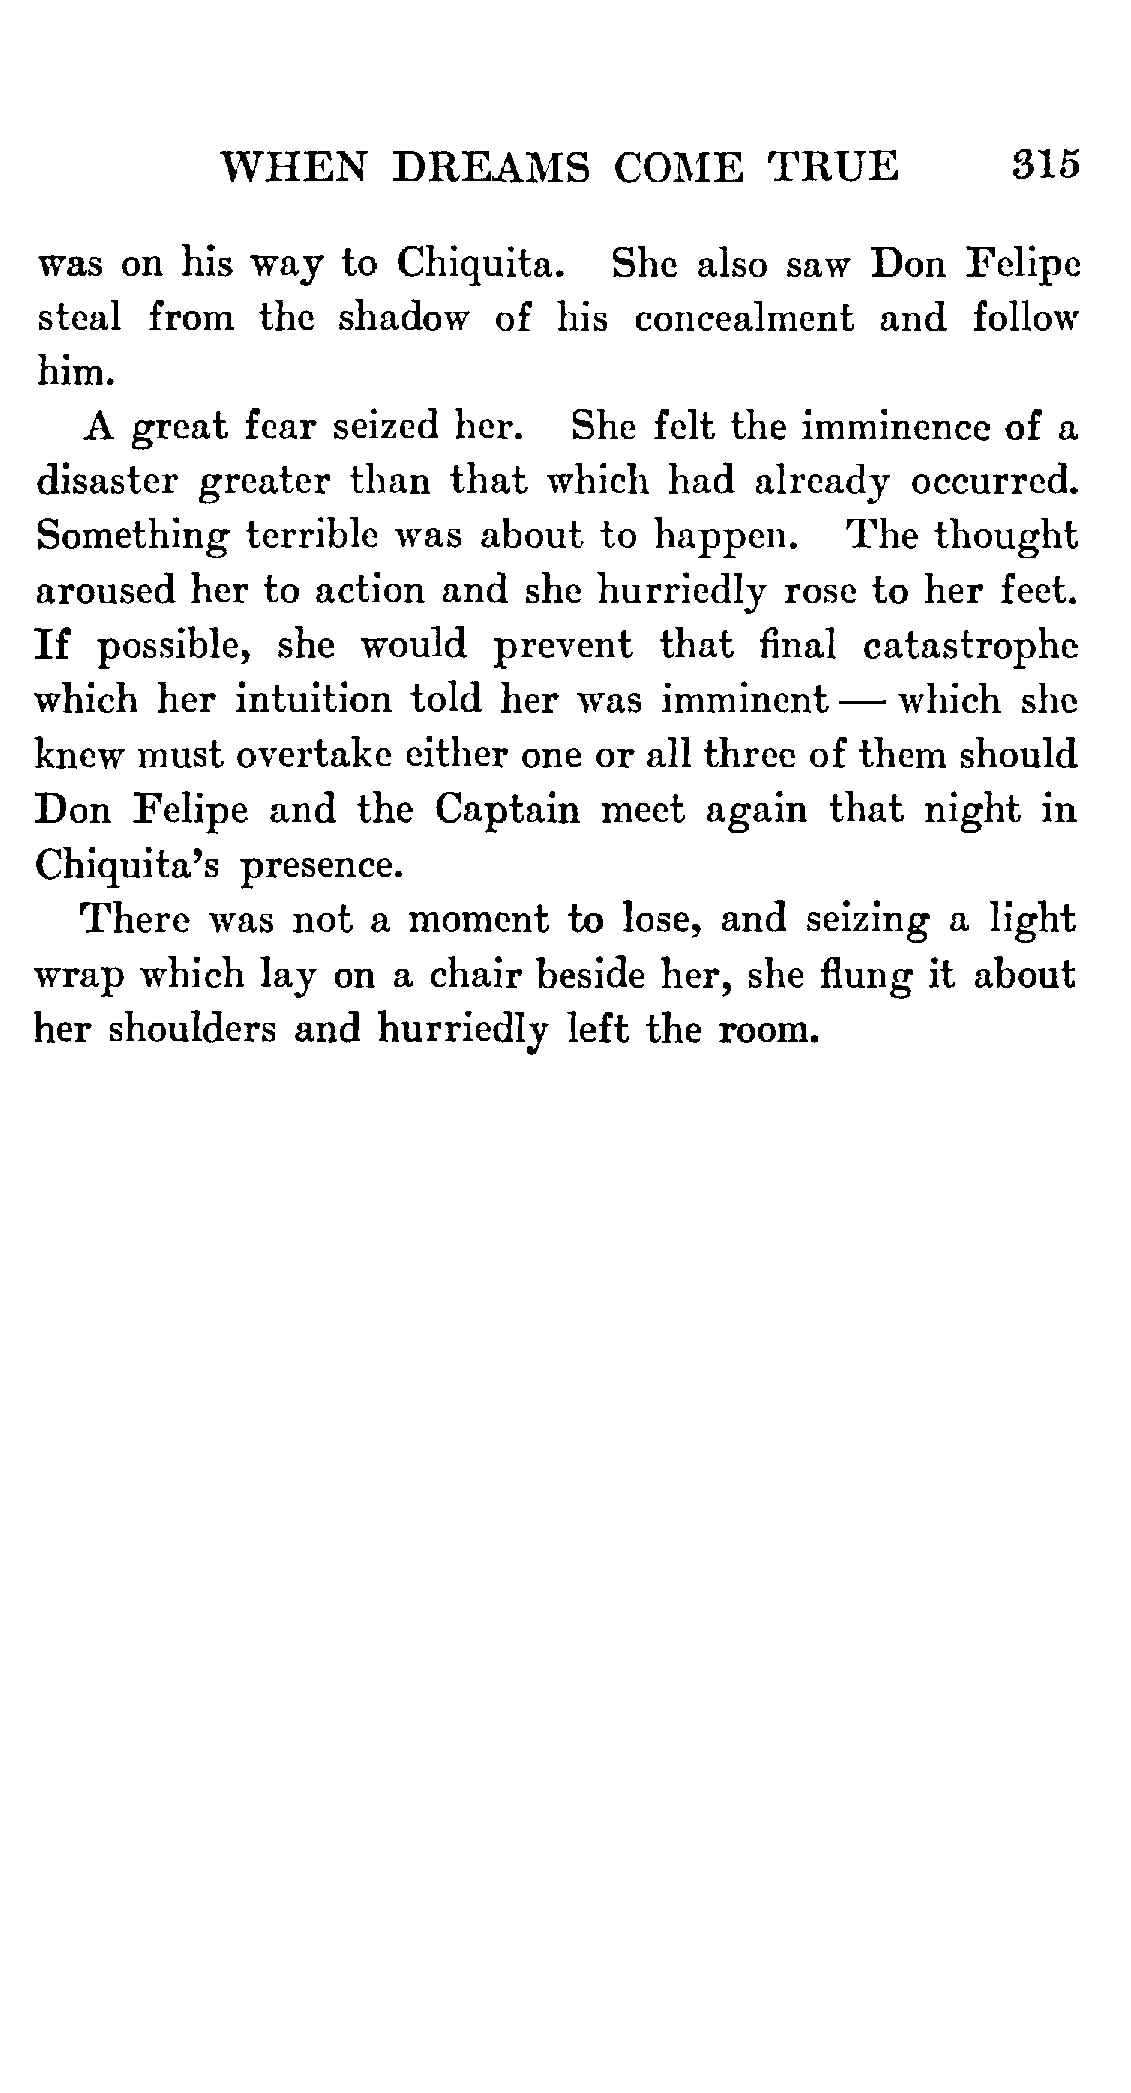 WHEN DREAMS COME TRUE 315
was on his way to Chiquita. She also saw Don Felipe
steal from the shadow of his concealment and follow
him.
A great fear seized her. She felt the imminence of a
disaster greater than that which had already occurred.
Something terrible was about to happen. The thought
aroused her to action and she hurriedly rose to her feet.
If possible, she would prevent that final catastrophe
which her intuition told her was imminent — which she
knew must overtake either one or all three of them should
Don Felipe and the Captain meet again that night in
Chiquita's presence.
There was not a moment to lose, and seizing a light
wrap which lay on a chair beside her, she flung it about
her shoulders and hurriedly left the room.